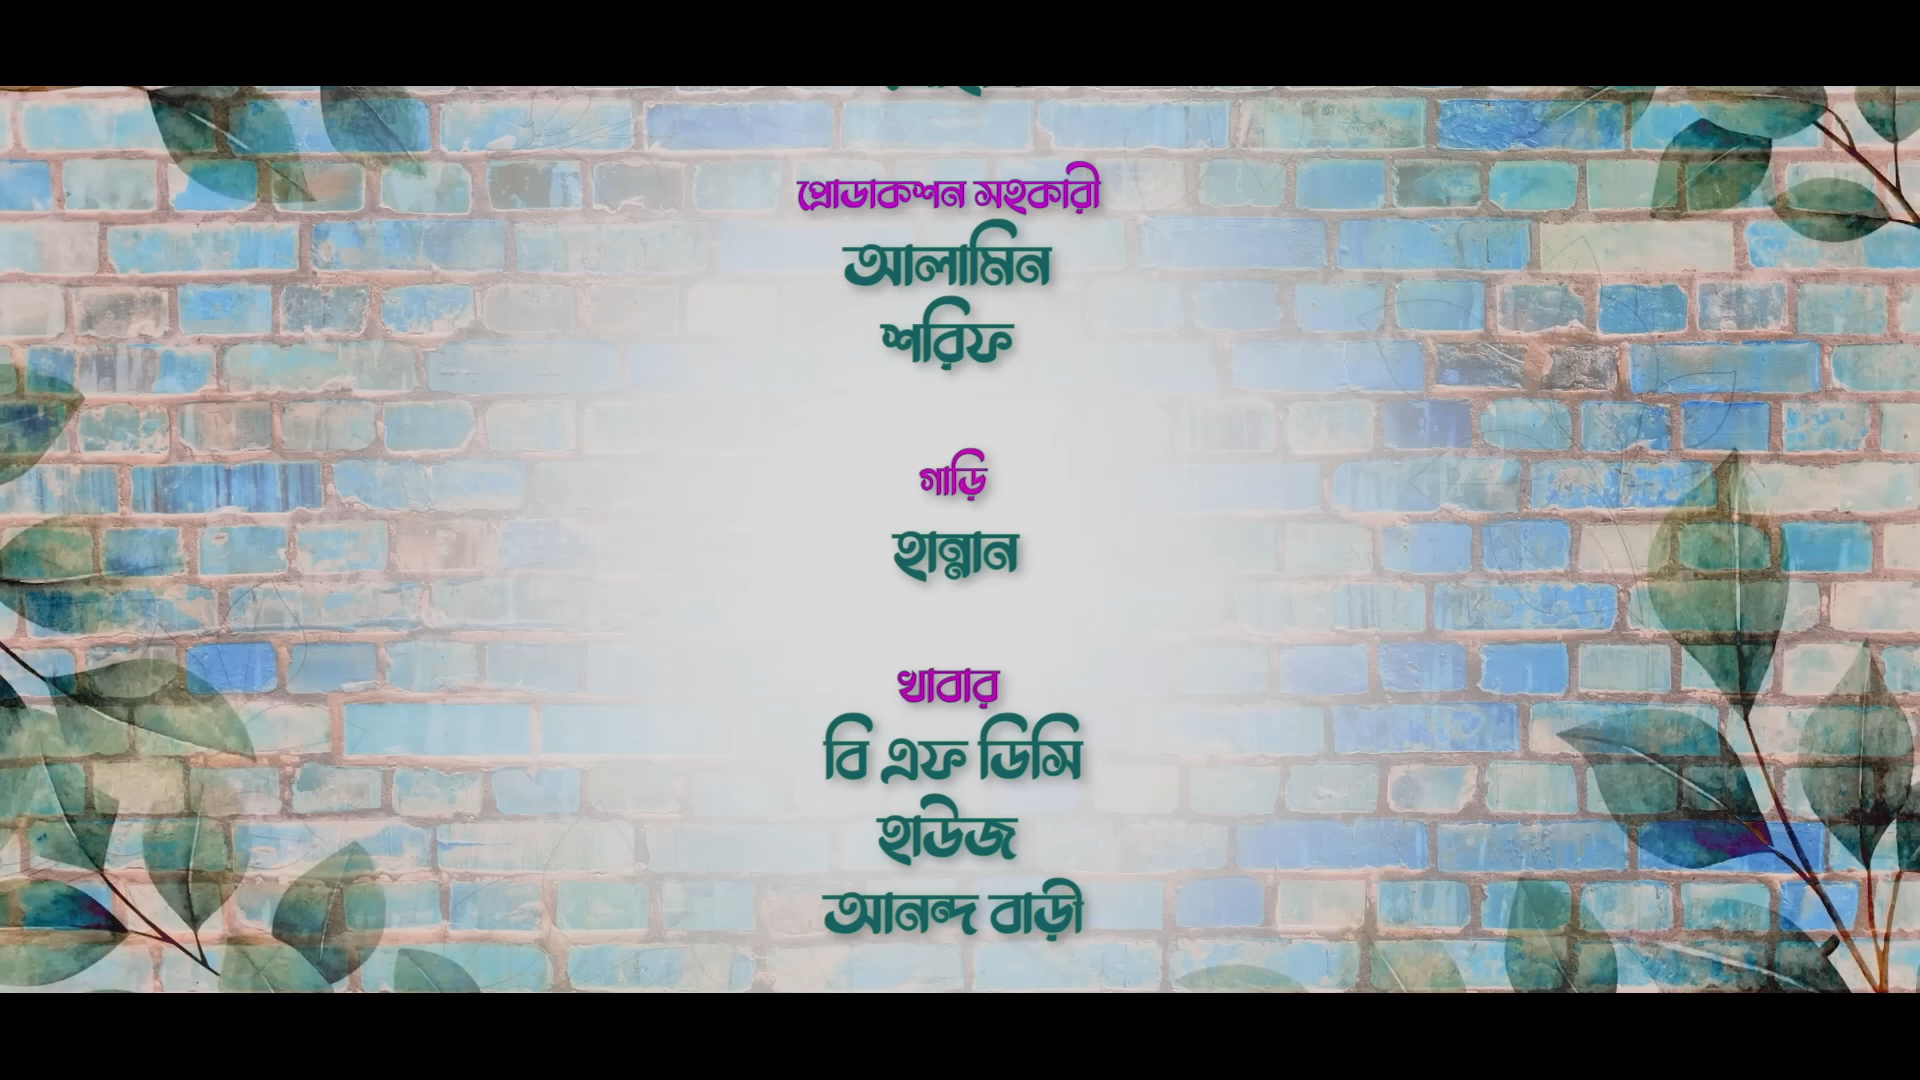 প্রোডাকশন সহকারী
আলামিন
শরিফ
গাড়ি
হান্নান
খাবার
বি এফ ডিসি
হাউজ
আনন্দ বাড়ী